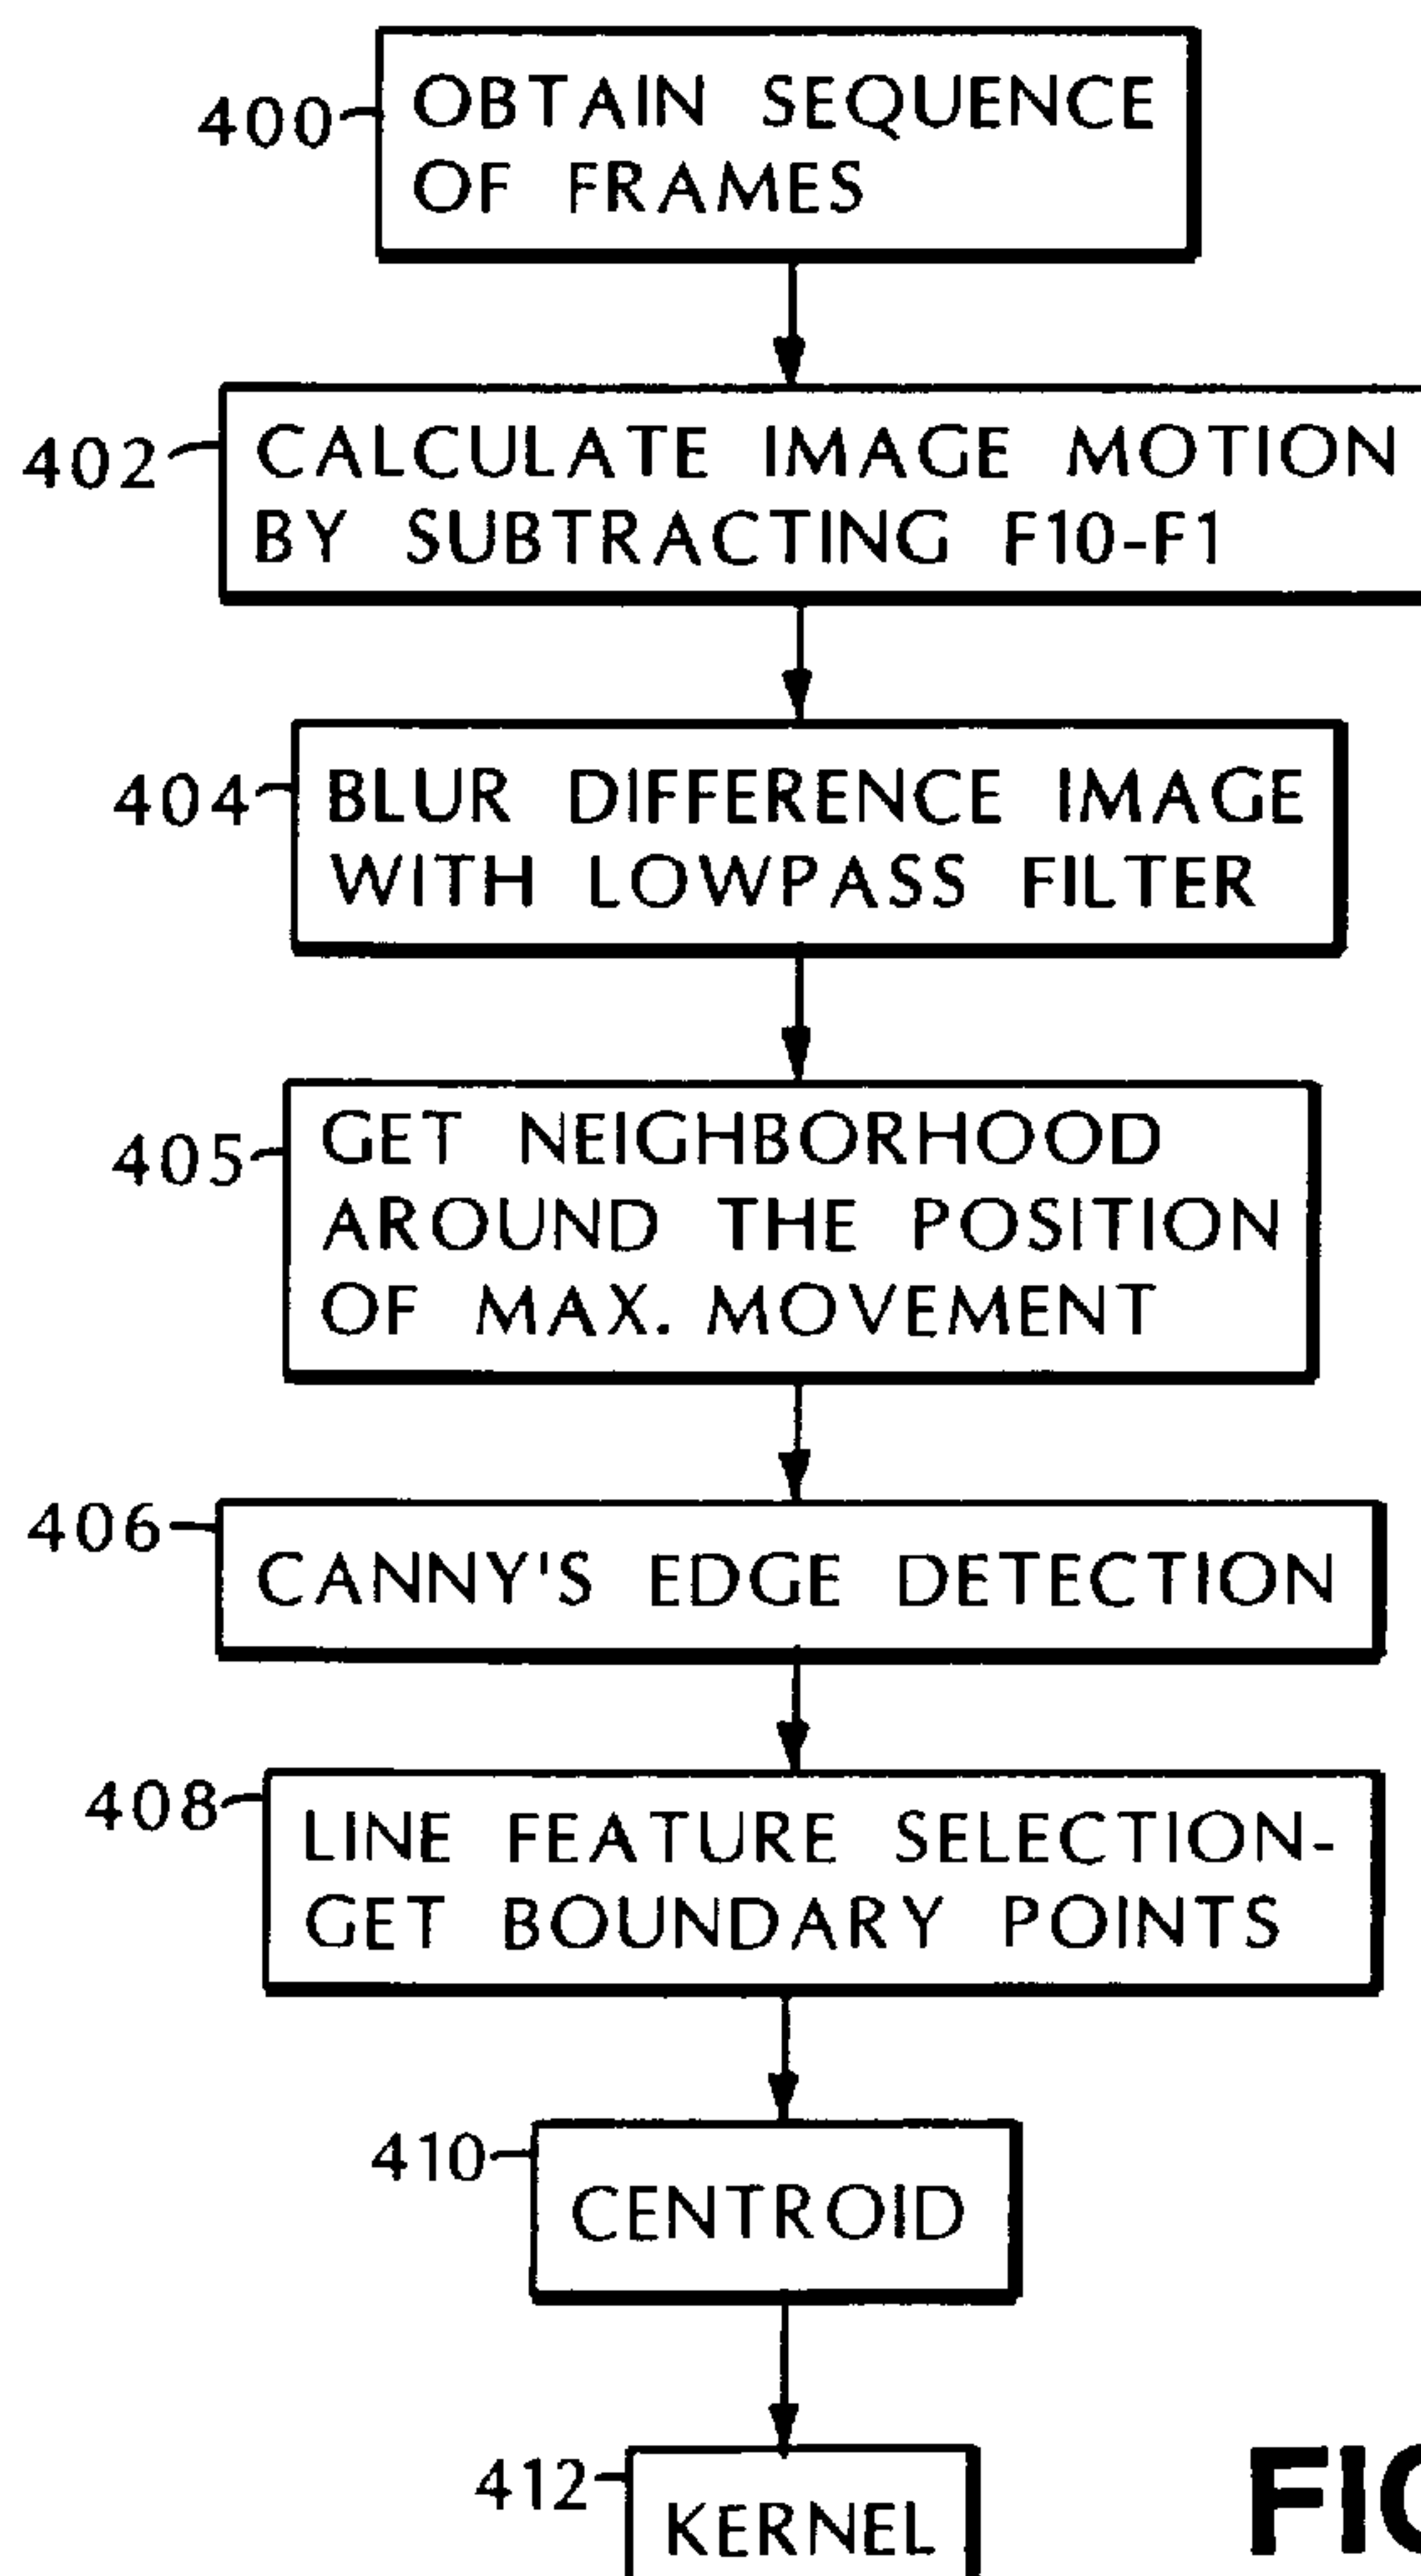 400
OBTAIN SEQUENCE
OF FRAMES
402
CALCULATE IMAGE MOTION
BY SUBTRACTING F10-F1
404
BLUR DIFFERENCE IMAGE
WITH LOWPASS FILTER
405
GET NEIGHBORHOOD
AROUND THE POSITION
OF MAX. MOVEMENT
406
CANNY'S EDGE DETECTION
408
LINE FEATURE SELECTION-
GET BOUNDARY POINTS
410
CENTROID
412
KERNEL